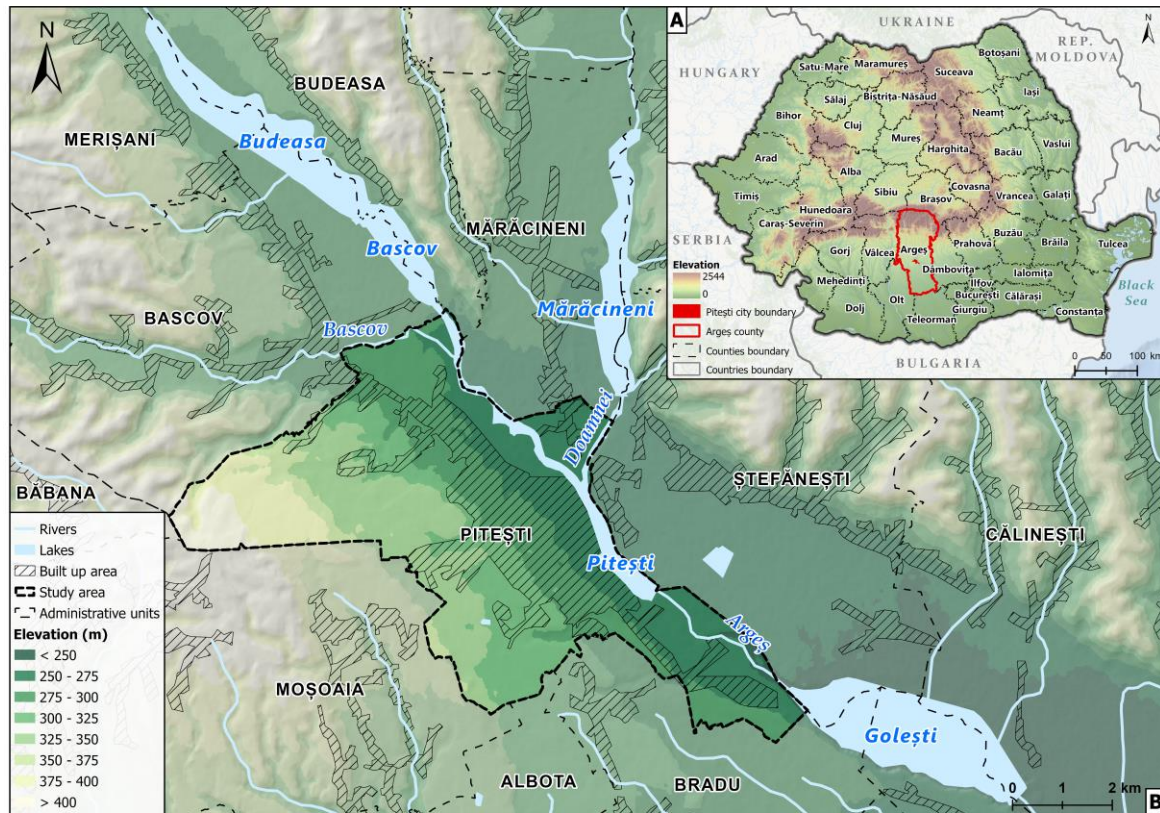 N
BUDEASA
MERIȘANI
Budeasa
MĂRĂCINENI
Bascov
Mărăcineni
BASCOV
Bascov
Doamnei
ȘTEFĂNEȘTI
BĂBANA
PITEȘTI
CĂLINEȘTI
Pitești
Argeș
MOȘOAIA
Golești
ALBOTA
BRADU
Rivers
Lakes
Built up area
Study area
Administrative units
Elevation (m)
< 250
250 - 275
275 - 300
300 - 325
325 - 350
350 - 375
375 - 400
> 400
0 1 2 km
B
A
UKRAINE
N
REP.
MOLDOVA
HUNGARY
Botoșani
Satu-Mare
Maramureș
Suceava
Bistrița-Năsăud
Iași
Sălaj
Bihor
Cluj
Neamț
Mureș
Harghita
Bacău
Vaslui
Arad
Alba
Covasna
Sibiu
Brașov
Vrancea
Galați
Timiș
Hunedoara
Caraș-Severin
Buzău
SERBIA
Gorj
Vâlcea
Argeș
Prahova
Brăila
Tulcea
Dâmbovița
Mehedinți
Ilfov
Ialomița
Black
Sea
București
Călărași
Olt
Dolj
Giurgiu
Constanța
Teleorman
BULGARIA
Elevation
2544
0
Pitești city boundary
Argeș county
Counties boundary
Countries boundary
0 50 100
km